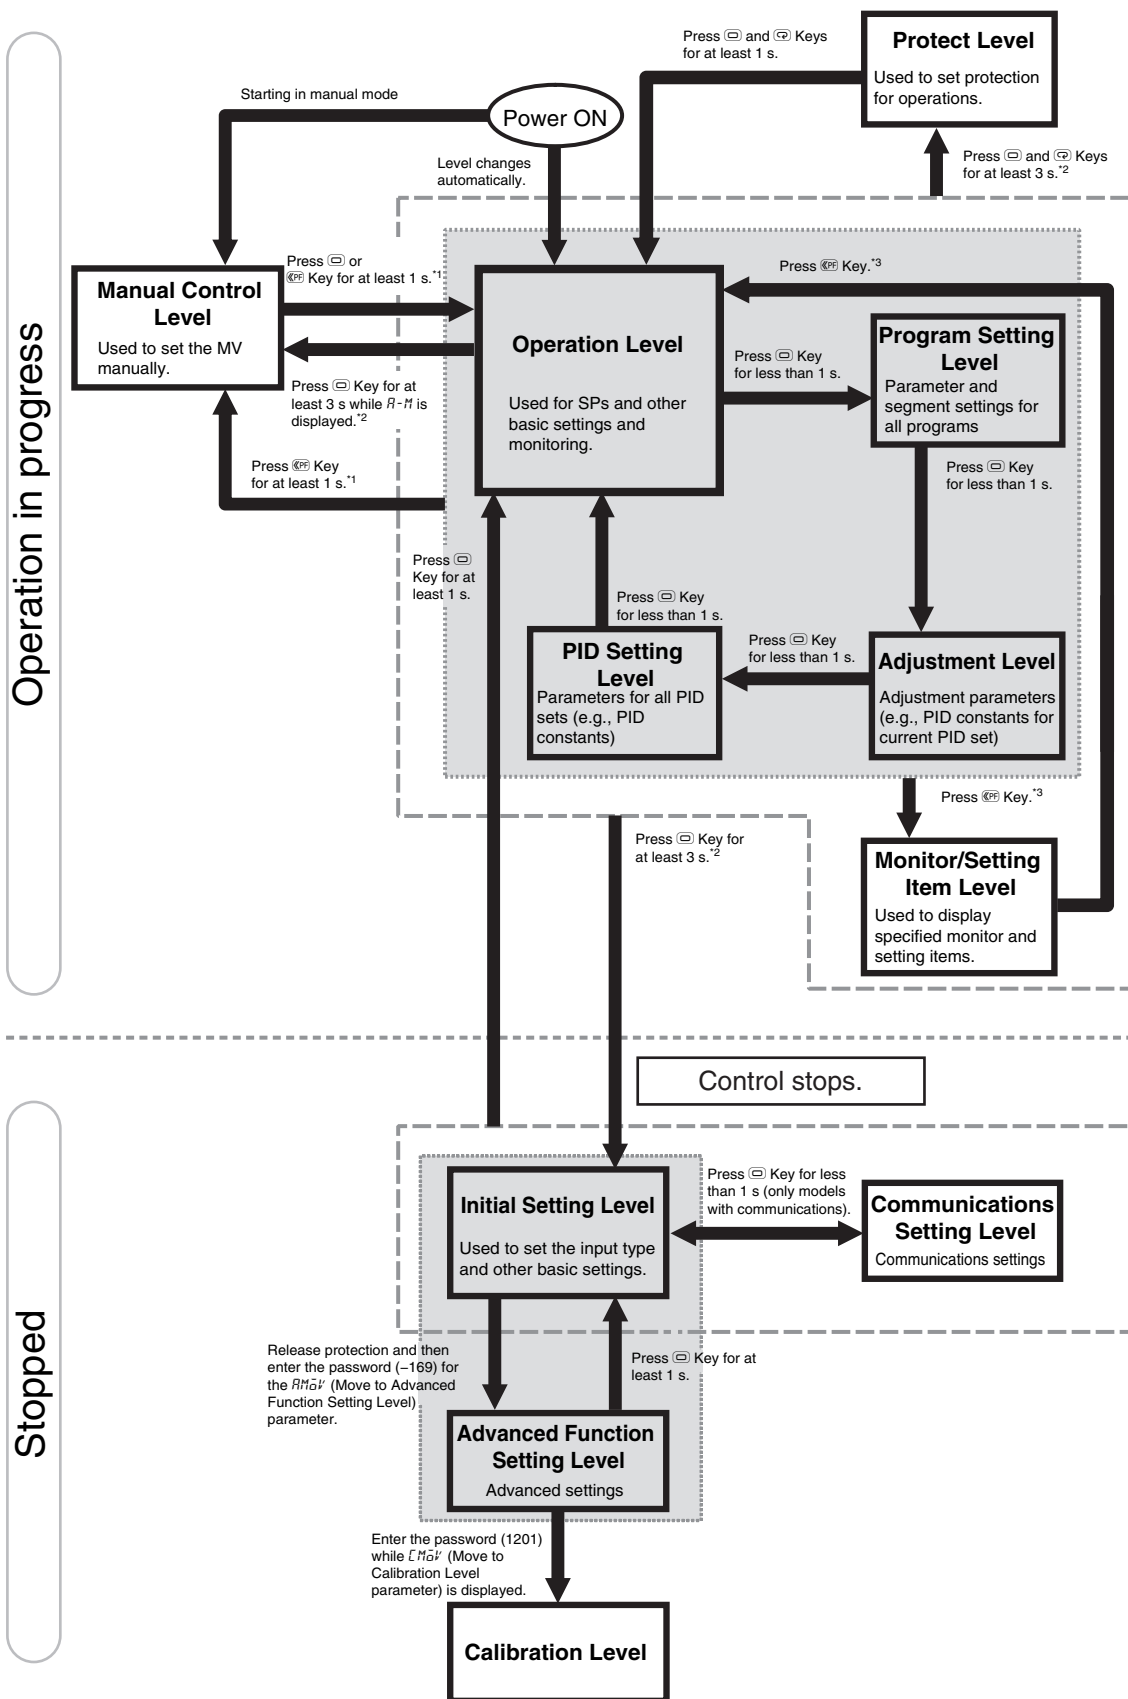 Operation in progress
Stopped
Press and Keys
for at least 1 s.
Protect Level
Used to set protection
for operations.
Starting in manual mode
Power ON
Level changes
automatically.
Press and Keys
for at least 3 s.*2
Press or
PF Key for at least 1 s.*1
Manual Control
Level
Used to set the MV
manually.
Press Key for at
least 3 s while A-M is
displayed.*2
Press PF Key
for at least 1 s.*1
Press PF Key.*3
Operation Level
Used for SPs and other
basic settings and
monitoring.
Press Key
for less than 1 s.
Program Setting
Level
Parameter and
segment settings for
all programs
Press Key
for less than 1 s.
Press
Key for at
least 1 s.
Press Key
for less than 1 s.
PID Setting
Level
Parameters for all PID
sets (e.g., PID
constants)
Press Key
for less than 1 s.
Adjustment Level
Adjustment parameters
(e.g., PID constants for
current PID set)
Press PF Key.*3
Press Key for
at least 3 s.*2
Monitor/Setting
Item Level
Used to display
specified monitor and
setting items.
Control stops.
Initial Setting Level
Used to set the input type
and other basic settings.
Press Key for less
than 1 s (only models
with communications).
Communications
Setting Level
Communications settings
Release protection and then
enter the password (–169) for
the AMoV (Move to Advanced
Function Setting Level)
parameter.
Press Key for at
least 1 s.
Advanced Function
Setting Level
Advanced settings
Enter the password (1201)
while CMoV (Move to
Calibration Level
parameter) is displayed.
Calibration Level